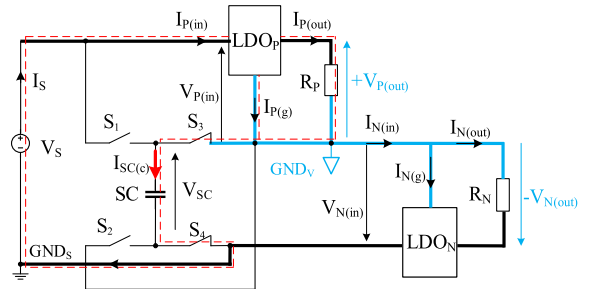 I_P(in)
I_P(out)
LDO_P
I_S
V_P(in)
I_P(g)
R_P
+V_P(out)
S_1
S_3
V_S
I_N(in)
I_N(out)
I_SC(c)
SC
V_SC
GND_V
I_N(g)
R_N
V_N(in)
-V_N(out)
S_2
S_4
GND_S
LDO_N